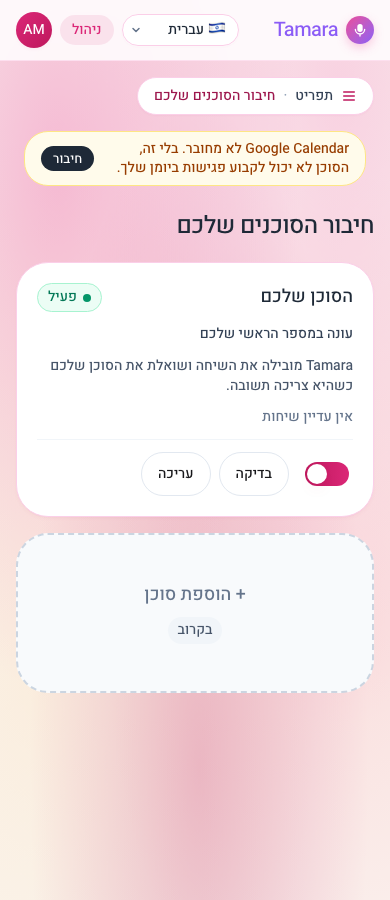 Tamara
עברית
ניהול
AM
תפריט · חיבור הסוכנים שלכם
Google Calendar לא מחובר. בלי זה,
הסוכן לא יכול לקבוע פגישות ביומן שלך.
חיבור
חיבור הסוכנים שלכם
הסוכן שלכם
פעיל
עונה במספר הראשי שלכם
Tamara מובילה את השיחה ושואלת את הסוכן שלכם
כשהיא צריכה תשובה.
אין עדיין שיחות
בדיקה
עריכה
+ הוספת סוכן
בקרוב